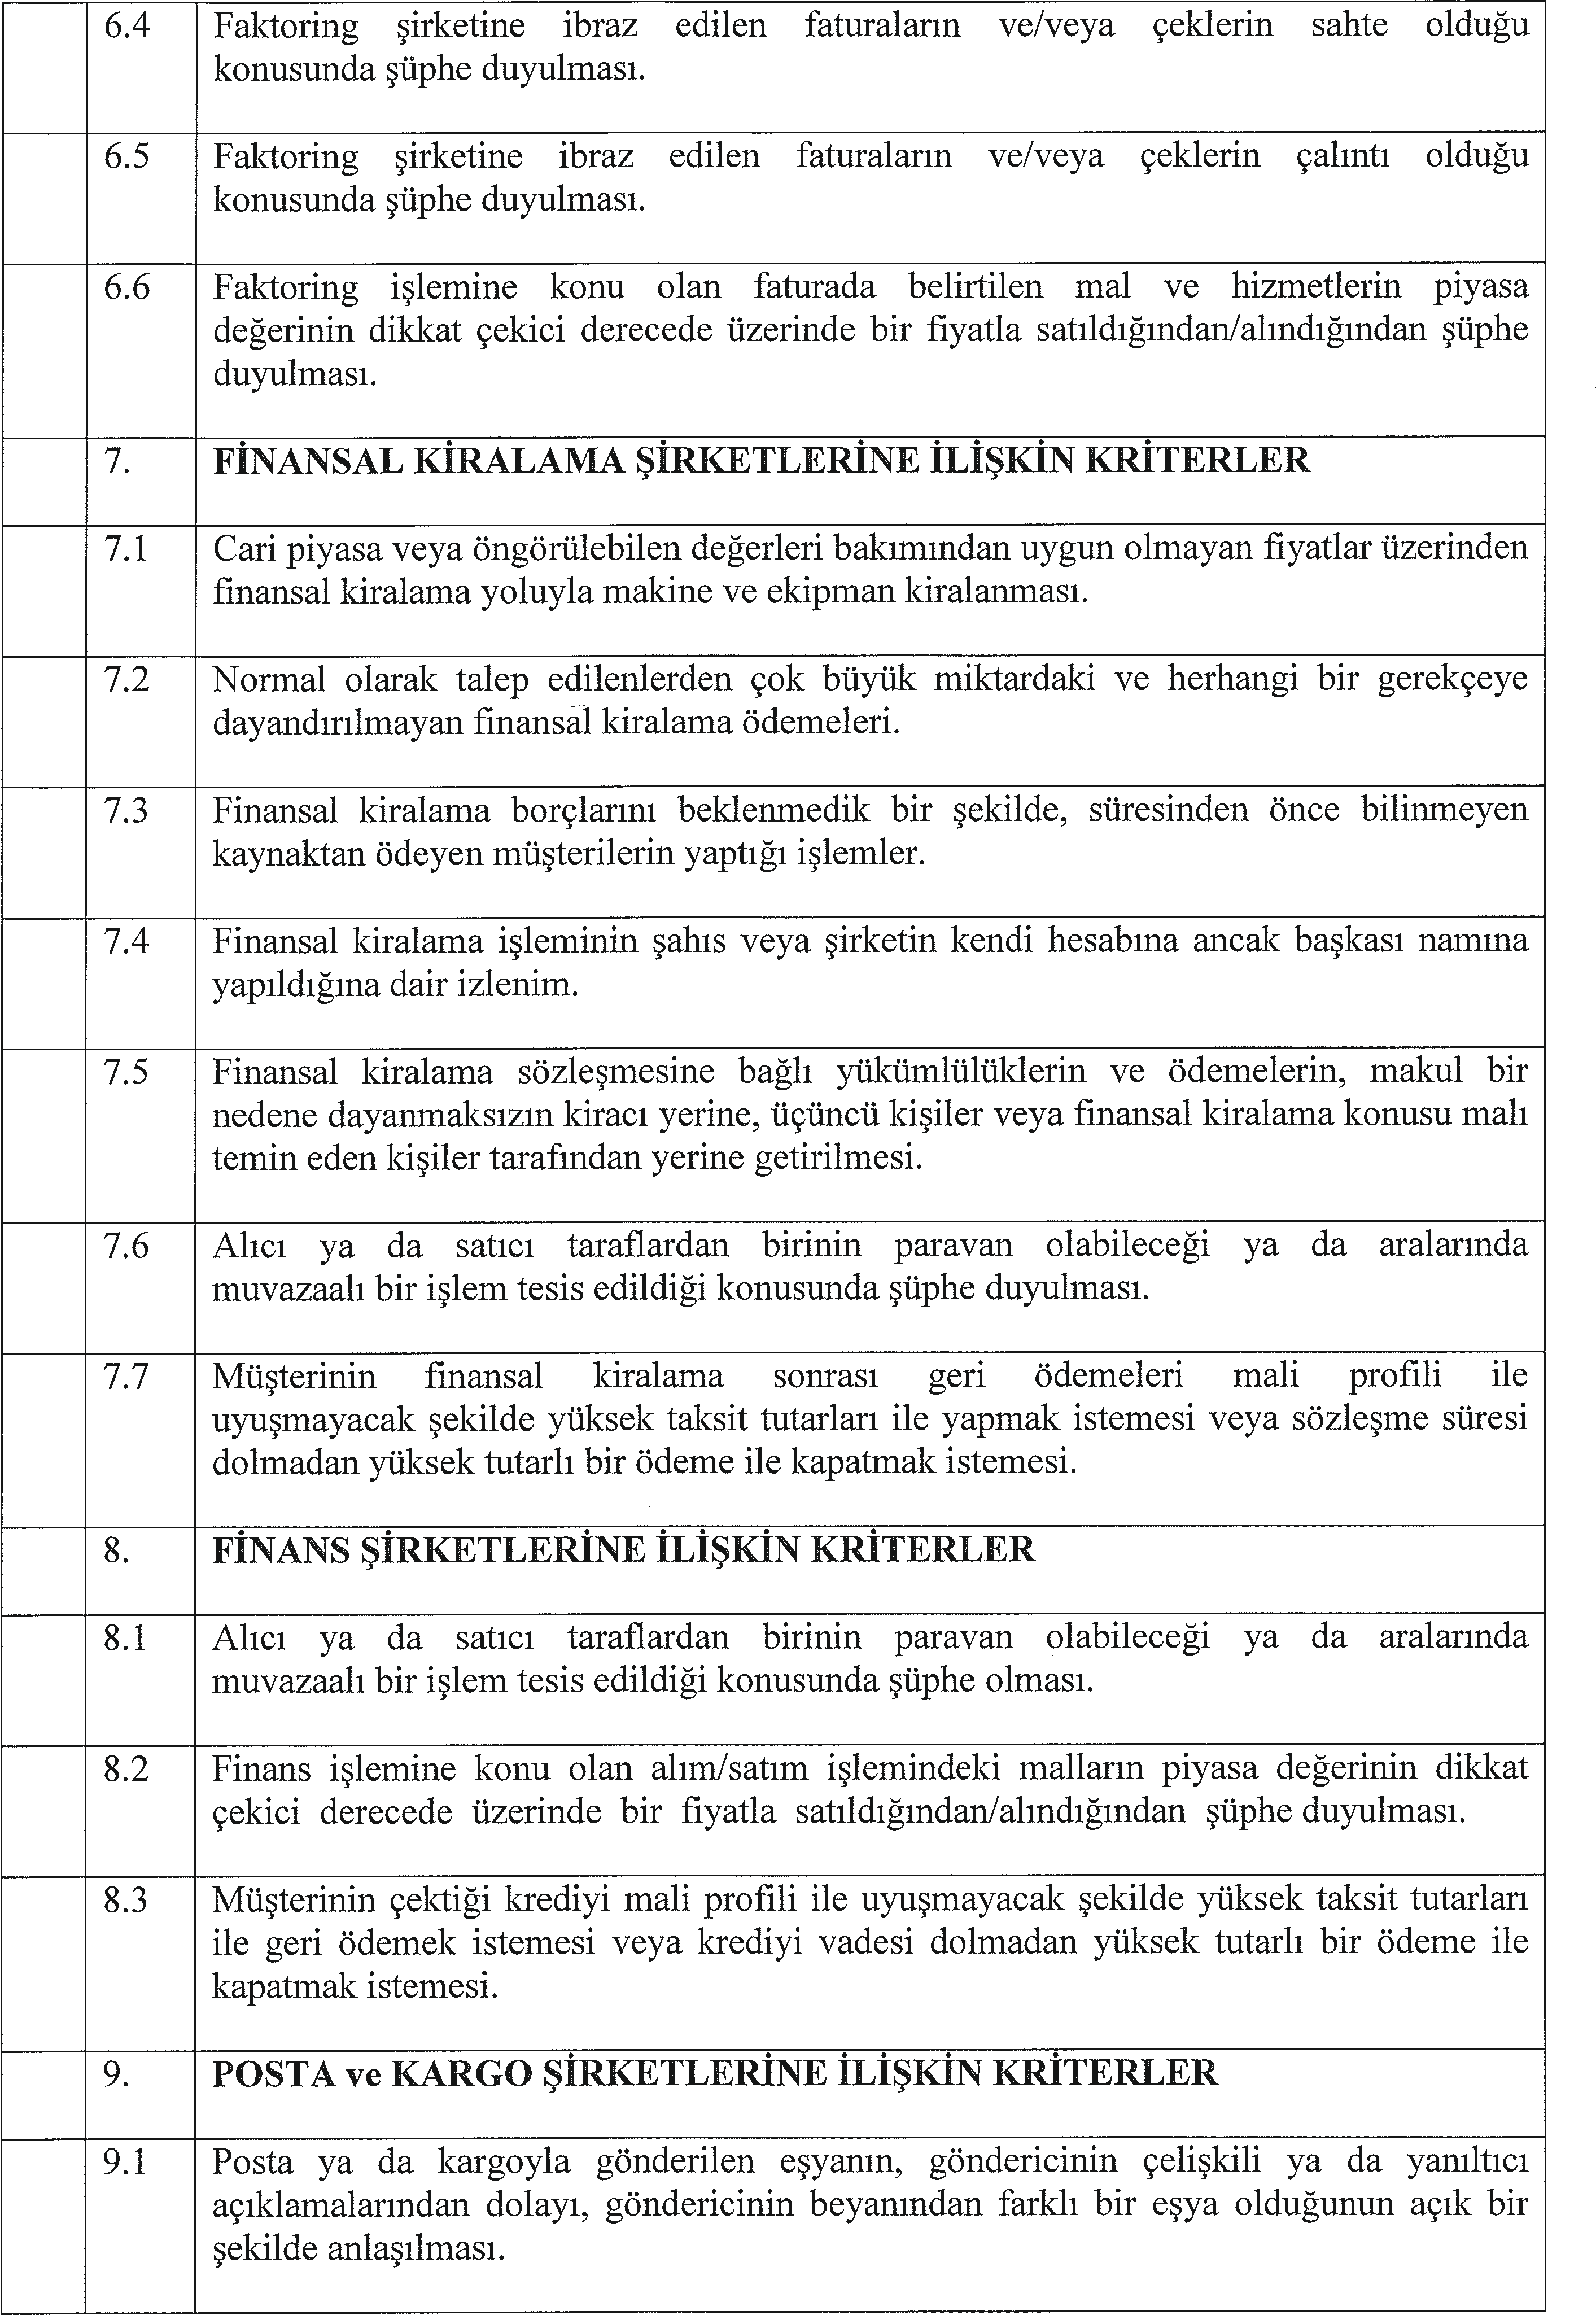 6.4 Faktoring şirketine ibraz edilen faturaların ve/veya çeklerin sahte olduğu
konusunda şüphe duyulması.
6.5 Faktoring şirketine ibraz edilen faturaların ve/veya çeklerin çalıntı olduğu
konusunda şüphe duyulması.
6.6 Faktoring işlemine konu olan faturada belirtilen mal ve hizmetlerin piyasa
değerinin dikkat çekici derecede üzerinde bir fiyatla satıldığından/alındığından şüphe
duyulması.
7. FİNANSAL KİRALAMA ŞİRKETLERİNE İLİŞKİN KRİTERLER
7.1 Cari piyasa veya öngörülebilen değerleri bakımından uygun olmayan fiyatlar üzerinden
finansal kiralama yoluyla makine ve ekipman kiralanması.
7.2 Normal olarak talep edilenlerden çok büyük miktardaki ve herhangi bir gerekçeye
dayandırılmayan finansal kiralama ödemeleri.
7.3 Finansal kiralama borçlarını beklenmedik bir şekilde, süresinden önce bilinmeyen
kaynaktan ödeyen müşterilerin yaptığı işlemler.
7.4 Finansal kiralama işleminin şahıs veya şirketin kendi hesabına ancak başkası namına
yapıldığına dair izlenim.
7.5 Finansal kiralama sözleşmesine bağlı yükümlülüklerin ve ödemelerin, makul bir
nedene dayanmaksızın kiracı yerine, üçüncü kişiler veya finansal kiralama konusu malı
temin eden kişiler tarafından yerine getirilmesi.
7.6 Alıcı ya da satıcı taraflardan birinin paravan olabileceği ya da aralarında
muvazaalı bir işlem tesis edildiği konusunda şüphe duyulması.
7.7 Müşterinin finansal kiralama sonrası geri ödemeleri mali profili ile
uyuşmayacak şekilde yüksek taksit tutarları ile yapmak istemesi veya sözleşme süresi
dolmadan yüksek tutarlı bir ödeme ile kapatmak istemesi.
8. FİNANS ŞİRKETLERİNE İLİŞKİN KRİTERLER
8.1 Alıcı ya da satıcı taraflardan birinin paravan olabileceği ya da aralarında
muvazaalı bir işlem tesis edildiği konusunda şüphe olması.
8.2 Finans işlemine konu olan alım/satım işlemindeki malların piyasa değerinin dikkat
çekici derecede üzerinde bir fiyatla satıldığından/alındığından şüphe duyulması.
8.3 Müşterinin çektiği krediyi mali profili ile uyuşmayacak şekilde yüksek taksit tutarları
ile geri ödemek istemesi veya krediyi vadesi dolmadan yüksek tutarlı bir ödeme ile
kapatmak istemesi.
9. POSTA ve KARGO ŞİRKETLERİNE İLİŞKİN KRİTERLER
9.1 Posta ya da kargoyla gönderilen eşyanın, göndericinin çelişkili ya da yanıltıcı
açıklamalarından dolayı, göndericinin beyanından farklı bir eşya olduğunun açık bir
şekilde anlaşılması.